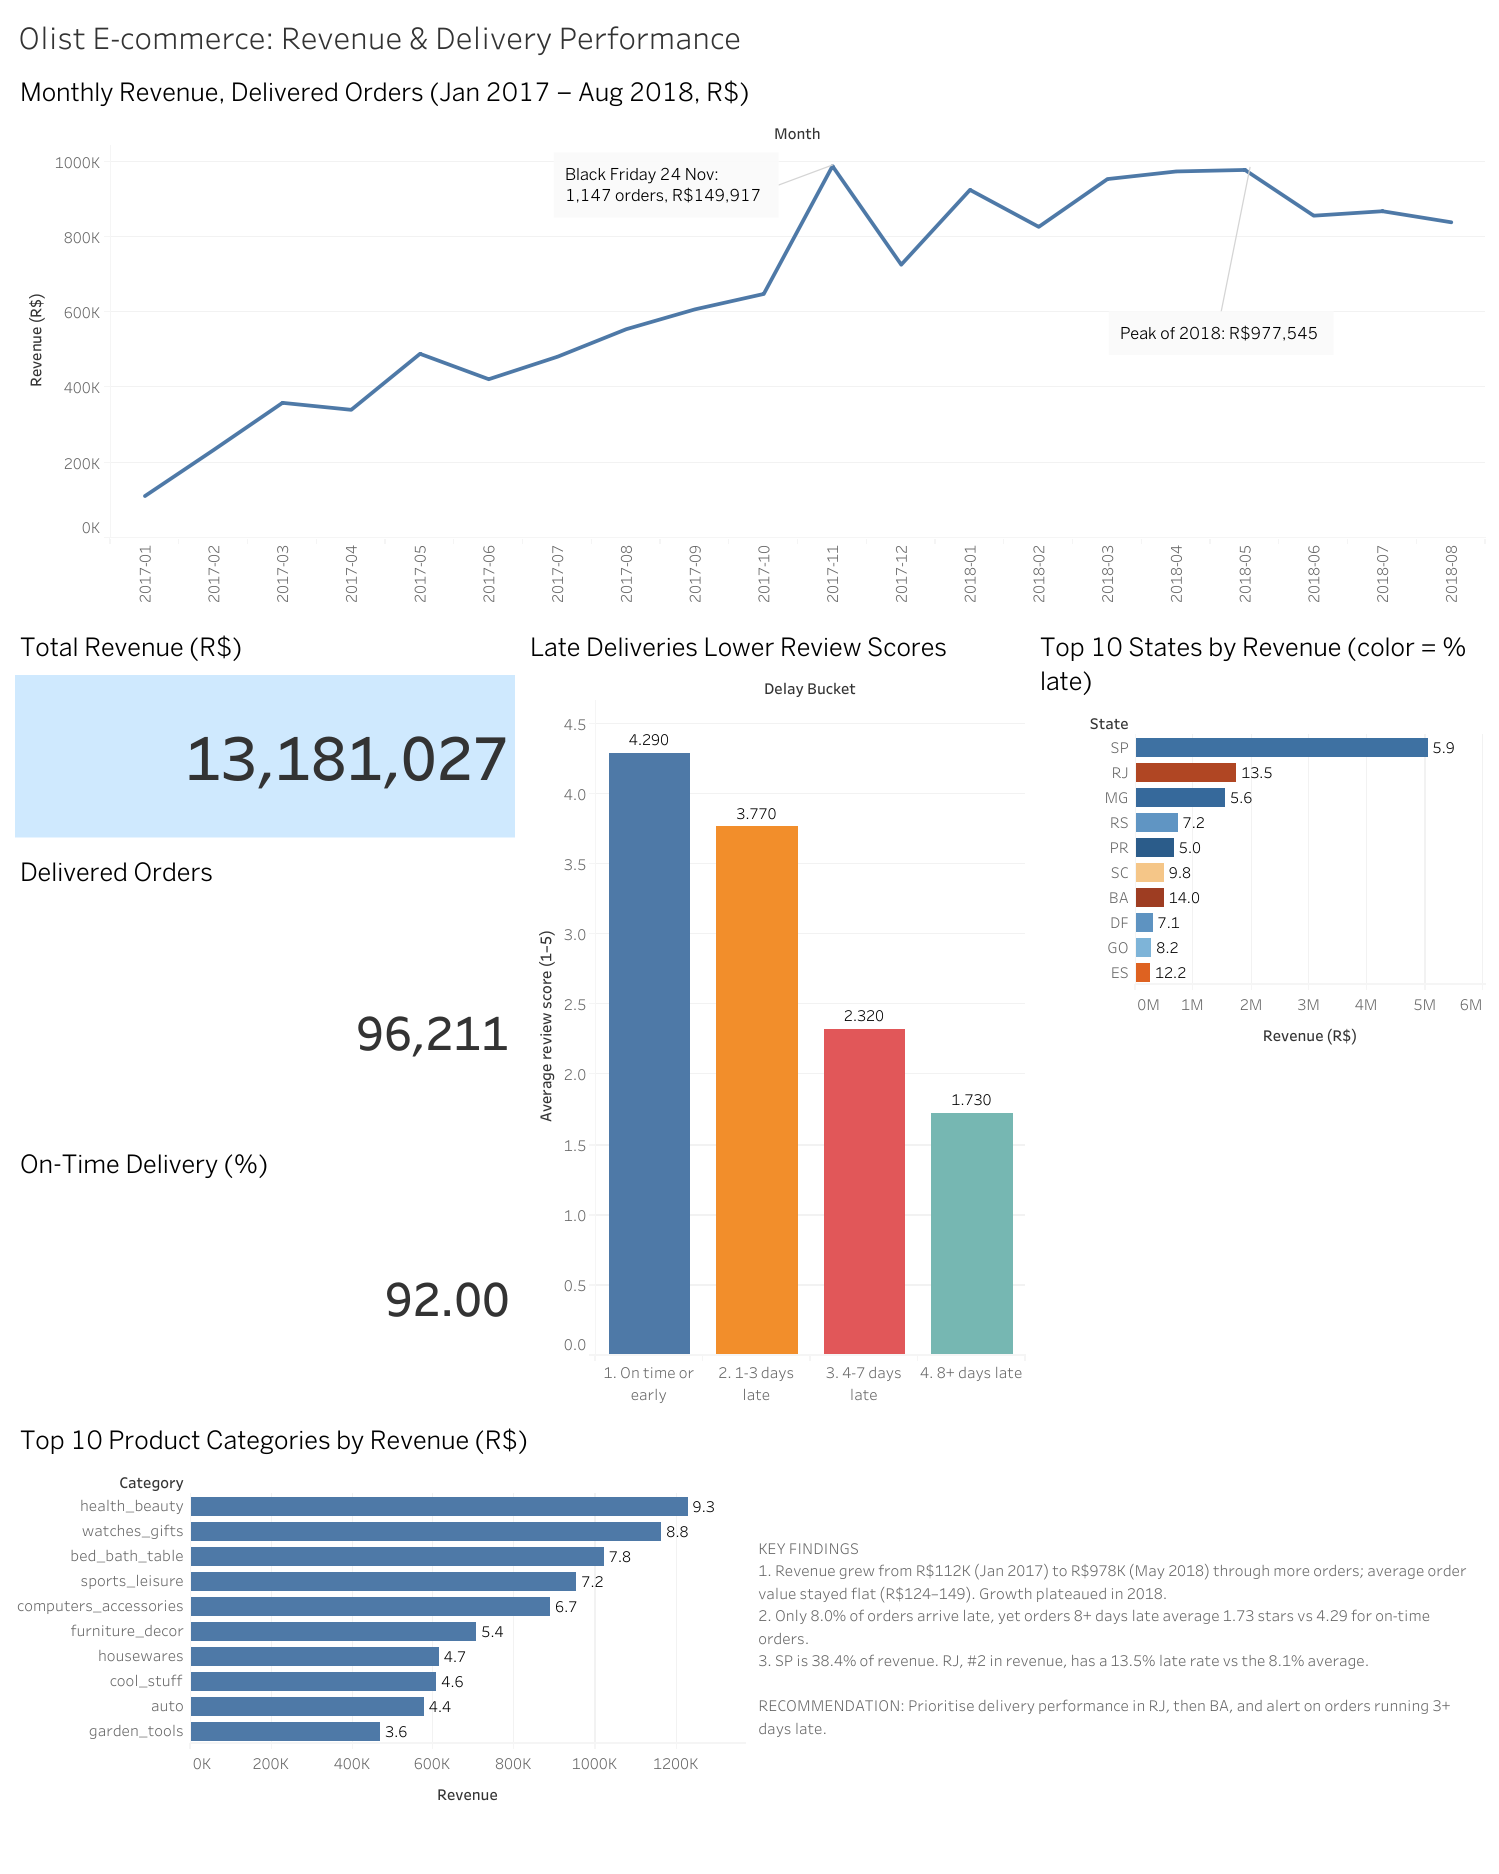 Olist E-commerce: Revenue & Delivery Performance
Monthly Revenue, Delivered Orders (Jan 2017 – Aug 2018, R$)
Month
Black Friday 24 Nov:
1,147 orders, R$149,917
Peak of 2018: R$977,545
Revenue (R$)
1000K
800K
600K
400K
200K
0K
2017-01
2017-02
2017-03
2017-04
2017-05
2017-06
2017-07
2017-08
2017-09
2017-10
2017-11
2017-12
2018-01
2018-02
2018-03
2018-04
2018-05
2018-06
2018-07
2018-08
Total Revenue (R$)
13,181,027
Delivered Orders
96,211
On-Time Delivery (%)
92.00
Late Deliveries Lower Review Scores
Delay Bucket
Average review score (1–5)
4.5
4.0
3.5
3.0
2.5
2.0
1.5
1.0
0.5
0.0
4.290
3.770
2.320
1.730
1. On time or
early
2. 1-3 days
late
3. 4-7 days
late
4. 8+ days late
Top 10 States by Revenue (color = %
late)
State
SP 5.9
RJ 13.5
MG 5.6
RS 7.2
PR 5.0
SC 9.8
BA 14.0
DF 7.1
GO 8.2
ES 12.2
0M 1M 2M 3M 4M 5M 6M
Revenue (R$)
Top 10 Product Categories by Revenue (R$)
Category
health_beauty 9.3
watches_gifts 8.8
bed_bath_table 7.8
sports_leisure 7.2
computers_accessories 6.7
furniture_decor 5.4
housewares 4.7
cool_stuff 4.6
auto 4.4
garden_tools 3.6
0K 200K 400K 600K 800K 1000K 1200K
Revenue
KEY FINDINGS
1. Revenue grew from R$112K (Jan 2017) to R$978K (May 2018) through more orders; average order
value stayed flat (R$124–149). Growth plateaued in 2018.
2. Only 8.0% of orders arrive late, yet orders 8+ days late average 1.73 stars vs 4.29 for on-time
orders.
3. SP is 38.4% of revenue. RJ, #2 in revenue, has a 13.5% late rate vs the 8.1% average.
RECOMMENDATION: Prioritise delivery performance in RJ, then BA, and alert on orders running 3+
days late.